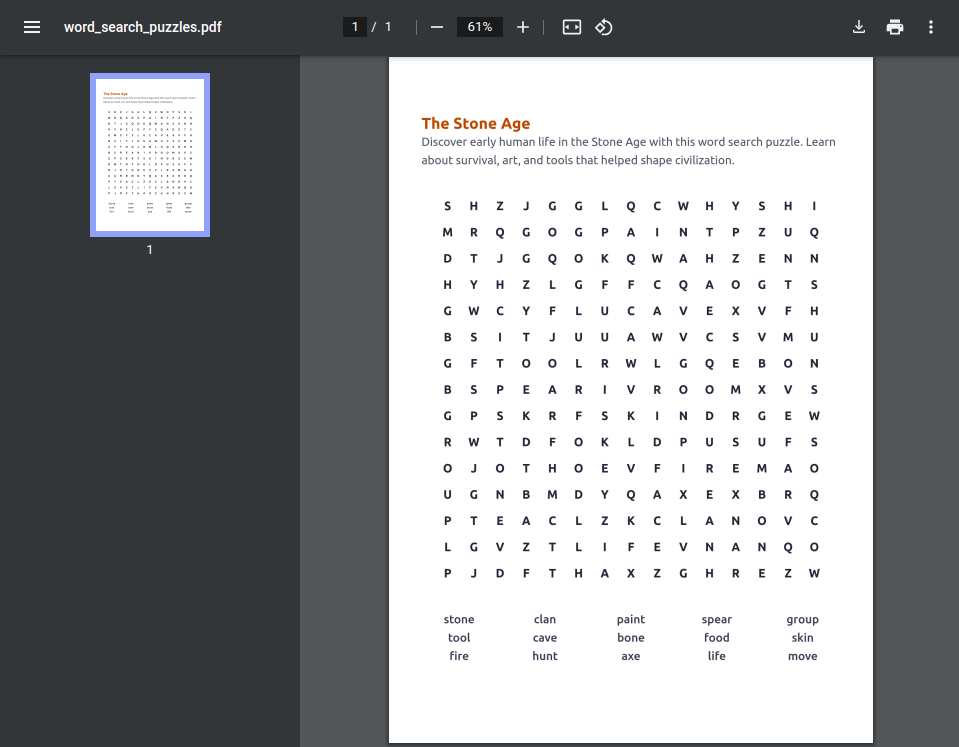 word_search_puzzles.pdf
1 / 1
61%
1
The Stone Age
Discover early human life in the Stone Age with this word search puzzle. Learn
about survival, art, and tools that helped shape civilization.
S H Z J G G L Q C W H Y S H I
M R Q G O G P A I N T P Z U Q
D T J G Q O K Q W A H Z E N N
H Y H Z L G F F C Q A O G T S
G W C Y F L U C A V E X V F H
B S I T J U U A W V C S V M U
G F T O O L R W L G Q E B O N
B S P E A R I V R O O M X V S
G P S K R F S K I N D R G E W
R W T D F O K L D P U S U F S
O J O T H O E V F I R E M A O
U G N B M D Y Q A X E X B R Q
P T E A C L Z K C L A N O V C
L G V Z T L I F E V N A N Q O
P J D F T H A X Z G H R E Z W
stone clan paint spear group
tool cave bone food skin
fire hunt axe life move